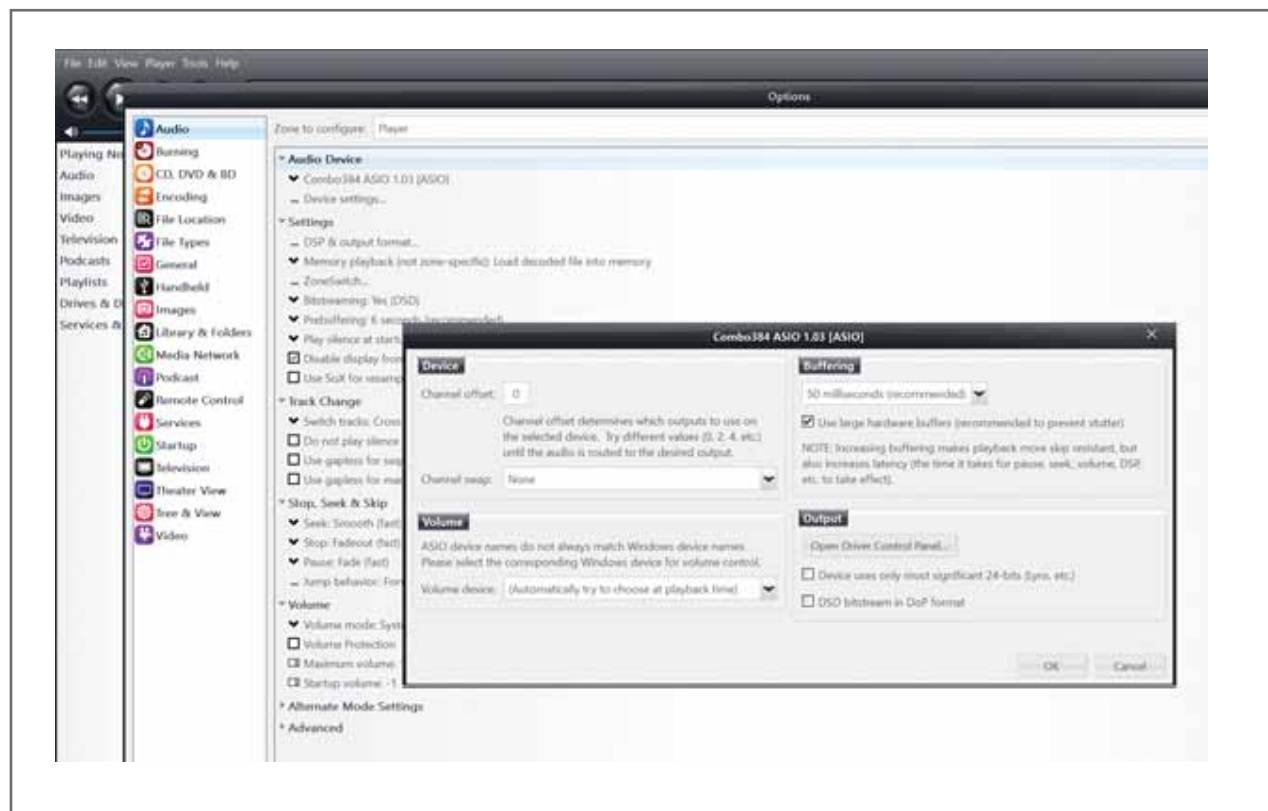 File Edit View Player Tools Help
Options
Playing No
Audio
Images
Video
Television
Podcasts
Playlists
Drives & D
Services &
Audio
Burning
CD, DVD & BD
Encoding
File Location
File Types
General
Handheld
Images
Library & Folders
Media Network
Podcast
Remote Control
Services
Startup
Television
Theater View
Tree & View
Video
Zone to configure: Player
Audio Device
Combo384 ASIO 1.03 [ASIO]
Device settings...
Settings
DSP & output format...
Memory playback (not zone-specific): Load decoded file into memory
ZoneSwitch...
Bitstreaming: Yes (DSD)
Prebuffering: 6 seconds (recommended)
Play silence at start
Disable display from
Use SoX for resamp
Track Change
Switch tracks: Cross
Do not play silence
Use gapless for seq
Use gapless for man
Stop, Seek & Skip
Seek: Smooth (fast)
Stop: Fadeout (fast)
Pause: Fade (fast)
Jump behavior: For
Volume
Volume mode: Syst
Volume Protection
Maximum volume:
Startup volume: -1
Alternate Mode Settings
Advanced
Combo384 ASIO 1.03 [ASIO]
Device
Channel offset: 0
Channel offset determines which outputs to use on
the selected device. Try different values (0, 2, 4, etc.)
until the audio is routed to the desired output.
Channel swap: None
Volume
ASIO device names do not always match Windows device names.
Please select the corresponding Windows device for volume control.
Volume device: (Automatically try to choose at playback time)
Buffering
50 milliseconds (recommended)
Use large hardware buffers (recommended to prevent stutter)
NOTE: Increasing buffering makes playback more skip resistant, but
also increases latency (the time it takes for pause, seek, volume, DSP,
etc. to take effect).
Output
Open Driver Control Panel...
Device uses only most significant 24-bits (Lynx, etc.)
DSD bitstream in DoP format
OK
Cancel